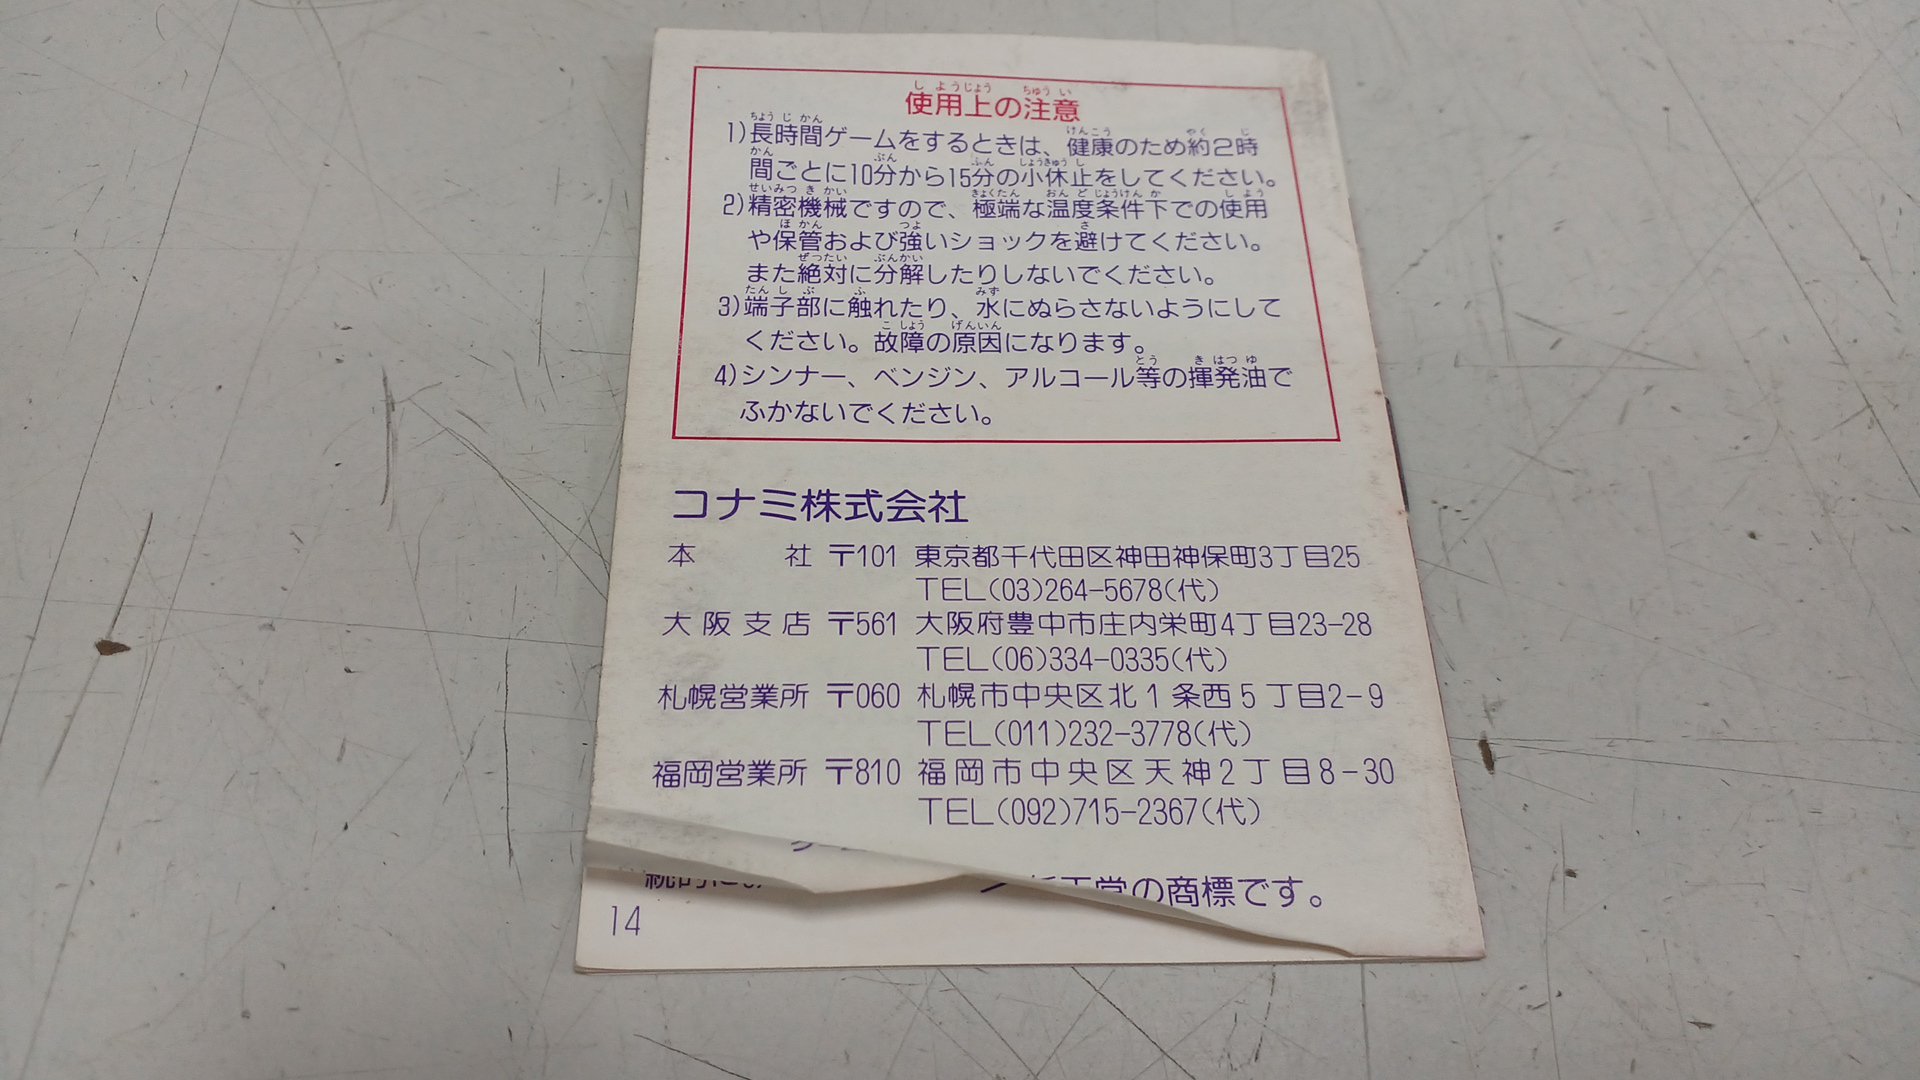 使用上の注意
1)長時間ゲームをするときは、健康のため約2時
間ごとに10分から15分の小休止をしてください。
2)精密機械ですので、極端な温度条件下での使用
や保管および強いショックを避けてください。
また絶対に分解したりしないでください。
3)端子部に触れたり、水にぬらさないようにして
ください。故障の原因になります。
4)シンナー、ベンジン、アルコール等の揮発油で
ふかないでください。
コナミ株式会社
本社 〒101 東京都千代田区神田神保町3丁目25
TEL(03)264-5678(代)
大阪支店 〒561 大阪府豊中市庄内栄町4丁目23-28
TEL(06)334-0335(代)
札幌営業所 〒060 札幌市中央区北1条西5丁目2-9
TEL(011)232-3778(代)
福岡営業所 〒810 福岡市中央区天神2丁目8-30
TEL(092)715-2367(代)
の商標です。
14